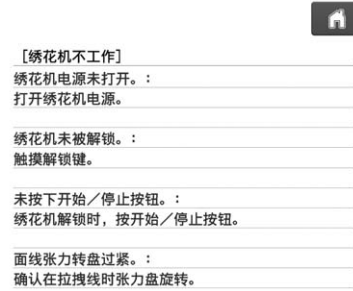 ［绣花机不工作］
绣花机电源未打开。：
打开绣花机电源。
绣花机未被解锁。：
触摸解锁键。
未按下开始／停止按钮。：
绣花机解锁时，按开始／停止按钮。
面线张力转盘过紧。：
确认在拉拽线时张力盘旋转。